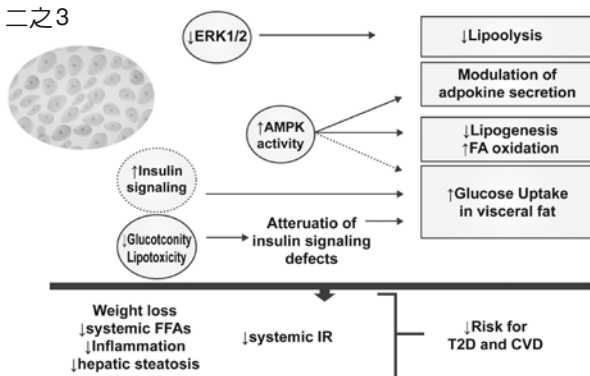 二之3
↓ERK1/2
↓Lipoolysis
Modulation of
adpokine secretion
↑AMPK
activity
↓Lipogenesis
↑FA oxidation
↑Insulin
signaling
↑Glucose Uptake
in visceral fat
↓Glucotconity
Lipotoxicity
Atteruatio of
insulin signaling
defects
Weight loss
↓systemic FFAs
↓Inflammation
↓hepatic steatosis
↓systemic IR
↓Risk for
T2D and CVD